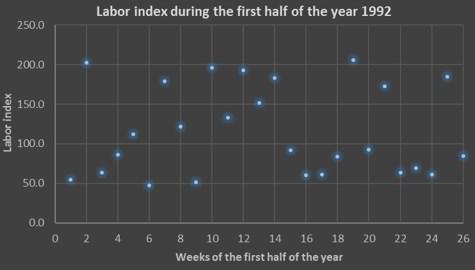 Labor index during the first half of the year 1992
250.0
200.0
150.0
100.0
50.0
0.0
Labor index
0 2 4 6 8 10 12 14 16 18 20 22 24 26
Weeks of the first half of the year